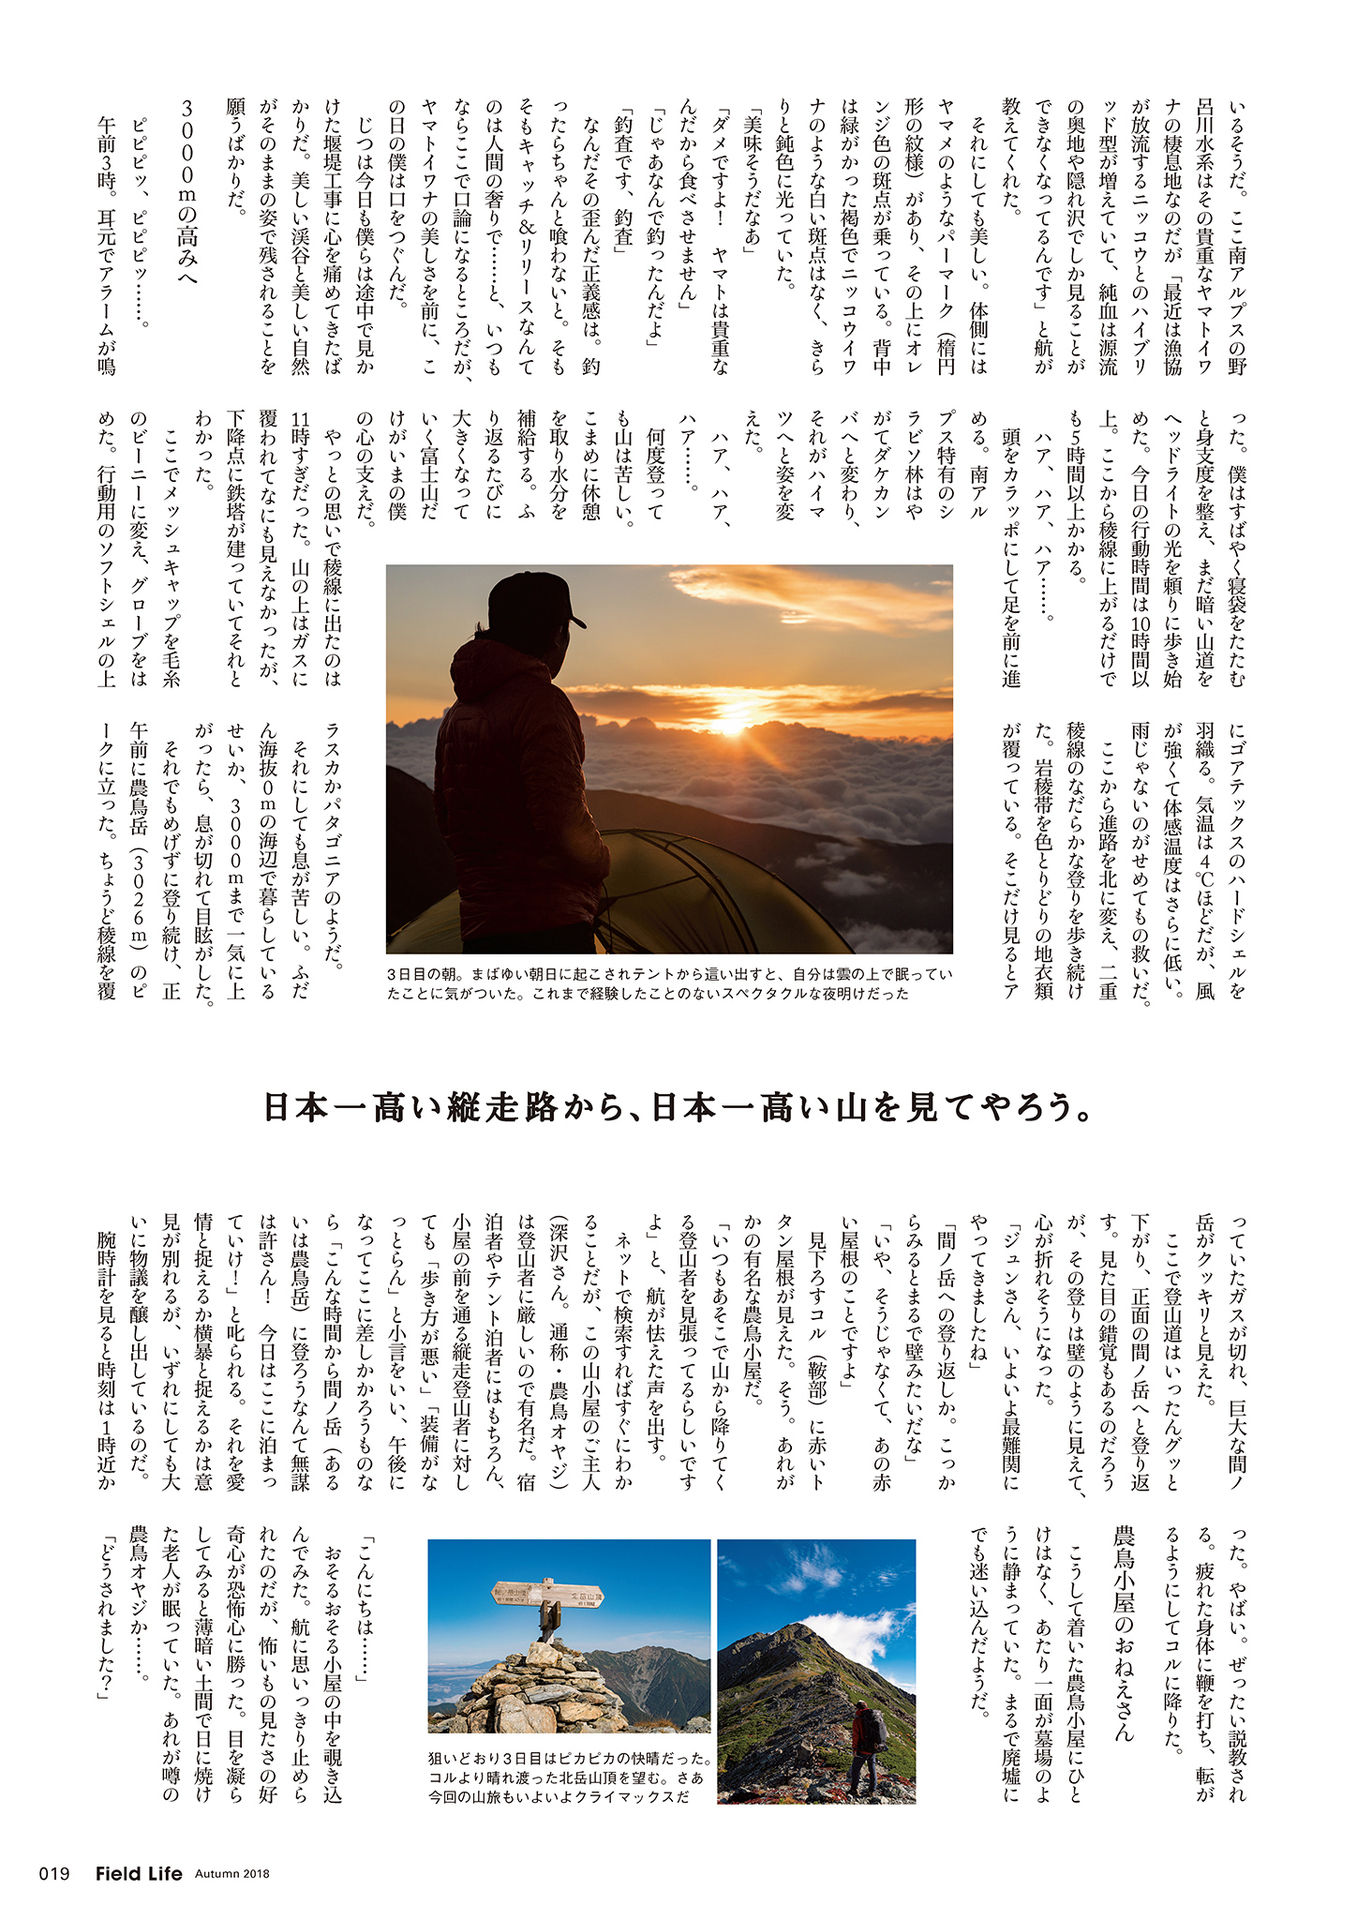 いるそうだ。ここ南アルプスの野
呂川水系はその貴重なヤマトイワ
ナの棲息地なのだが「最近は漁協
が放流するニッコウとのハイブリ
ッド型が増えていて、純血は源流
の奥地や隠れ沢でしか見ることが
できなくなってるんです」と航が
教えてくれた。
それにしても美しい。体側には
ヤマメのようなパーマーク（楕円
形の紋様）があり、その上にオレ
ンジ色の斑点が乗っている。背中
は緑がかった褐色でニッコウイワ
ナのような白い斑点はなく、きら
りと鈍色に光っていた。
「美味そうだなあ」
「ダメですよ！　ヤマトは貴重な
んだから食べさせません」
「じゃあなんで釣ったんだよ」
「釣査です、釣査」
なんだその歪んだ正義感は。釣
ったらちゃんと喰わないと。そも
そもキャッチ&リリースなんて
のは人間の奢りで……と、いつも
ならここで口論になるところだが、
ヤマトイワナの美しさを前に、こ
の日の僕は口をつぐんだ。
じつは今日も僕らは途中で見か
けた堰堤工事に心を痛めてきたば
かりだ。美しい渓谷と美しい自然
がそのままの姿で残されることを
願うばかりだ。
3000mの高みへ
ピピピッ、ピピピッ……。
午前3時。耳元でアラームが鳴
った。僕はすばやく寝袋をたたむ
と身支度を整え、まだ暗い山道を
ヘッドライトの光を頼りに歩き始
めた。今日の行動時間は10時間以
上。ここから稜線に上がるだけで
も5時間以上かかる。
ハア、ハア、ハア……。
頭をカラッポにして足を前に進
める。南アル
プス特有のシ
ラビソ林はや
がてダケカン
バへと変わり、
それがハイマ
ツへと姿を変
えた。
ハア、ハア、
ハア……。
何度登って
も山は苦しい。
こまめに休憩
を取り水分を
補給する。ふ
り返るたびに
大きくなって
いく富士山だ
けがいまの僕
の心の支えだ。
やっとの思いで稜線に出たのは
11時すぎだった。山の上はガスに
覆われてなにも見えなかったが、
下降点に鉄塔が建っていてそれと
わかった。
ここでメッシュキャップを毛糸
のビーニーに変え、グローブをは
めた。行動用のソフトシェルの上
にゴアテックスのハードシェルを
羽織る。気温は4℃ほどだが、風
が強くて体感温度はさらに低い。
雨じゃないのがせめてもの救いだ。
ここから進路を北に変え、二重
稜線のなだらかな登りを歩き続け
た。岩稜帯を色とりどりの地衣類
が覆っている。そこだけ見るとア
ラスカかパタゴニアのようだ。
それにしても息が苦しい。ふだ
ん海抜0mの海辺で暮らしている
せいか、3000mまで一気に上
がったら、息が切れて目眩がした。
それでもめげずに登り続け、正
午前に農鳥岳（3026m）のピ
ークに立った。ちょうど稜線を覆
3日目の朝。まばゆい朝日に起こされテントから這い出すと、自分は雲の上で眠ってい
たことに気がついた。これまで経験したことのないスペクタクルな夜明けだった
日本一高い縦走路から、日本一高い山を見てやろう。
っていたガスが切れ、巨大な間ノ
岳がクッキリと見えた。
ここで登山道はいったんグッと
下がり、正面の間ノ岳へと登り返
す。見た目の錯覚もあるのだろう
が、その登りは壁のように見えて、
心が折れそうになった。
「ジュンさん、いよいよ最難関に
やってきましたね」
「間ノ岳への登り返しか。こっか
らみるとまるで壁みたいだな」
「いや、そうじゃなくて、あの赤
い屋根のことですよ」
見下ろすコル（鞍部）に赤いト
タン屋根が見えた。そう。あれが
かの有名な農鳥小屋だ。
「いつもあそこで山から降りてく
る登山者を見張ってるらしいです
よ」と、航が怯えた声を出す。
ネットで検索すればすぐにわか
ることだが、この山小屋のご主人
（深沢さん。通称・農鳥オヤジ）
は登山者に厳しいので有名だ。宿
泊者やテント泊者にはもちろん、
小屋の前を通る縦走登山者に対し
ても「歩き方が悪い」「装備がな
っとらん」と小言をいい、午後に
なってここに差しかかろうものな
ら「こんな時間から間ノ岳（ある
いは農鳥岳）に登ろうなんて無謀
は許さん！　今日はここに泊まっ
ていけ！」と叱られる。それを愛
情と捉えるか横暴と捉えるかは意
見が別れるが、いずれにしても大
いに物議を醸し出しているのだ。
腕時計を見ると時刻は1時近か
った。やばい。ぜったい説教され
る。疲れた身体に鞭を打ち、転が
るようにしてコルに降りた。
農鳥小屋のおねえさん
こうして着いた農鳥小屋にひと
けはなく、あたり一面が墓場のよ
うに静まっていた。まるで廃墟に
でも迷い込んだようだ。
「こんにちは……」
おそるおそる小屋の中を覗き込
んでみた。航に思いっきり止めら
れたのだが、怖いもの見たさの好
奇心が恐怖心に勝った。目を凝ら
してみると薄暗い土間で日に焼け
た老人が眠っていた。あれが噂の
農鳥オヤジか……。
「どうされました？」
北岳山頂
狙いどおり3日目はピカピカの快晴だった。
コルより晴れ渡った北岳山頂を望む。さあ
今回の山旅もいよいよクライマックスだ
019 Field Life Autumn 2018